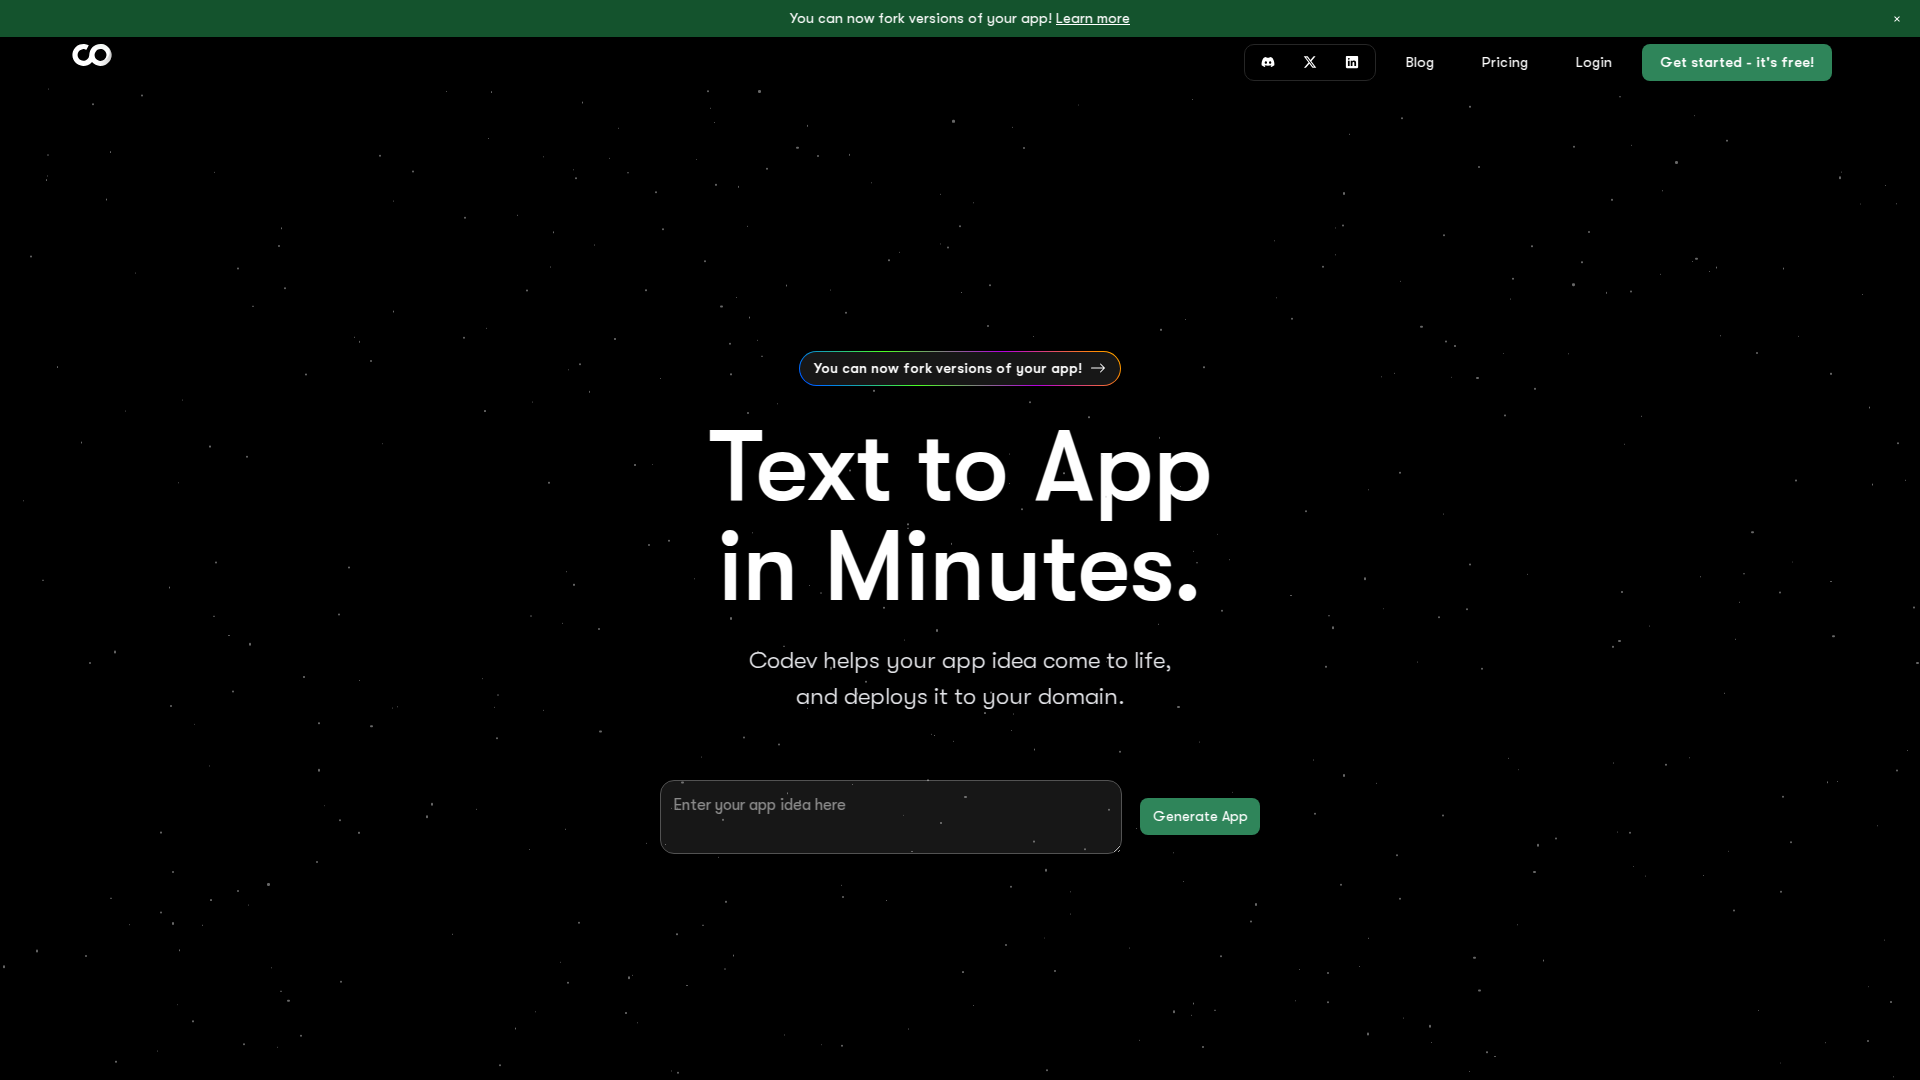 You can now fork versions of your app! Learn more ×
CO
Blog Pricing Login Get started - it's free!
You can now fork versions of your app! →
Text to App
in Minutes.
Codev helps your app idea come to life,
and deploys it to your domain.
Enter your app idea here
Generate App